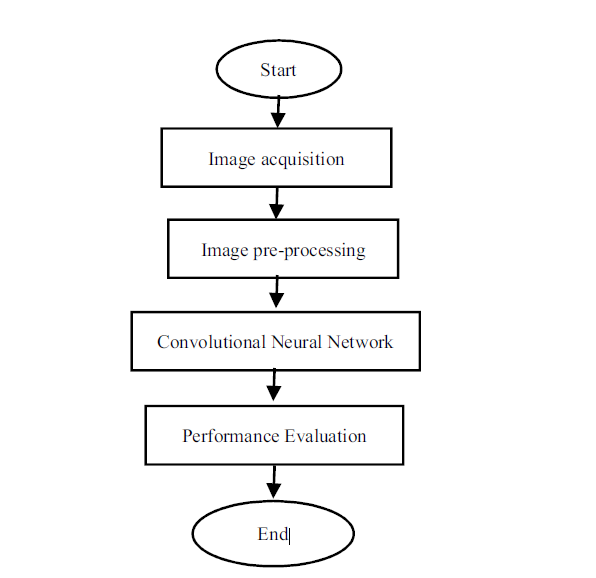 Start
Image acquisition
Image pre-processing
Convolutional Neural Network
Performance Evaluation
End